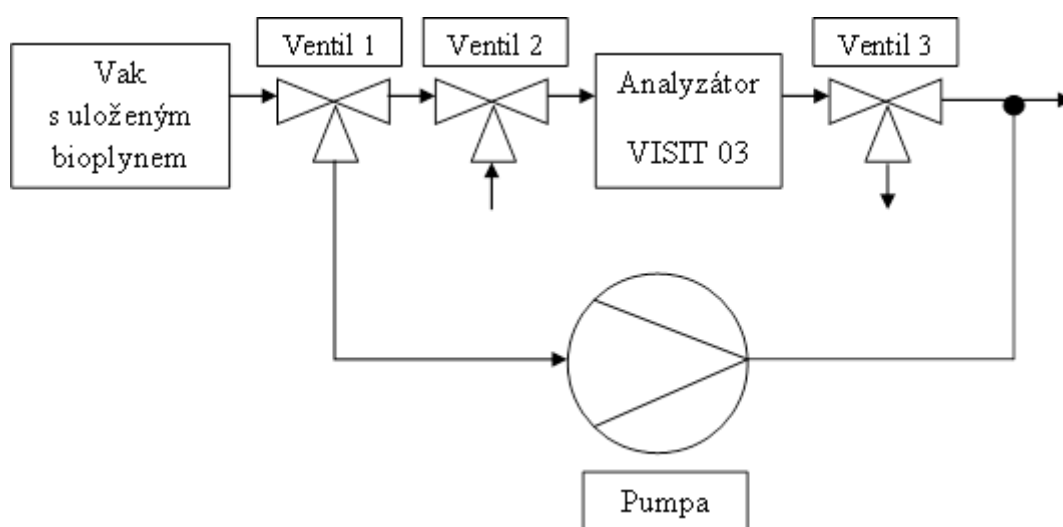 Ventil 1
Ventil 2
Ventil 3
Vak
s uloženým
bioplynem
Analyzátor
VISIT 03
Pumpa